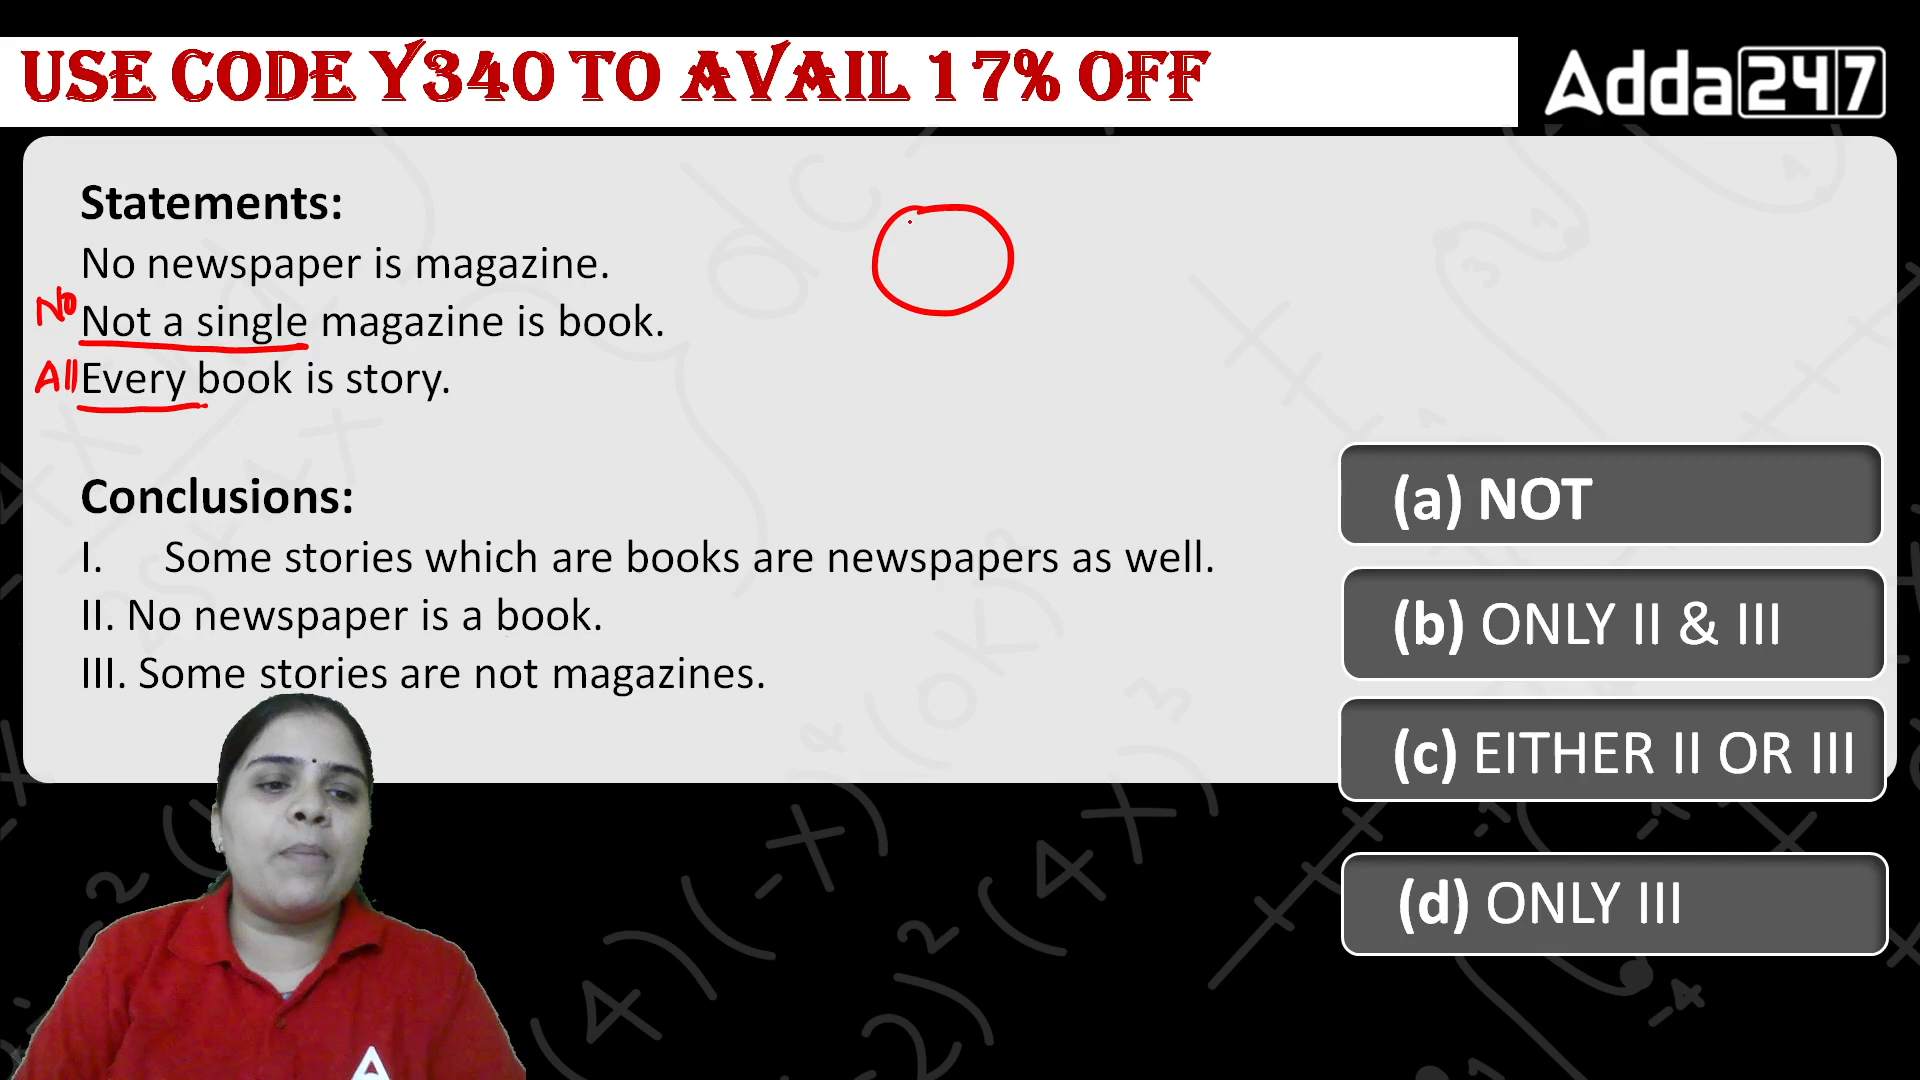 USE CODE Y340 TO AVAIL 17% OFF
Adda247
Statements:
No newspaper is magazine.
No
Not a single magazine is book.
All
Every book is story.
Conclusions:
I. Some stories which are books are newspapers as well.
II. No newspaper is a book.
III. Some stories are not magazines.
(a) NOT
(b) ONLY II & III
(c) EITHER II OR III
(d) ONLY III